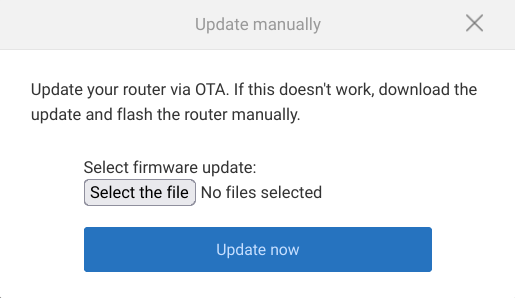 Update manually
Update your router via OTA. If this doesn't work, download the
update and flash the router manually.
Select firmware update:
Select the file No files selected
Update now